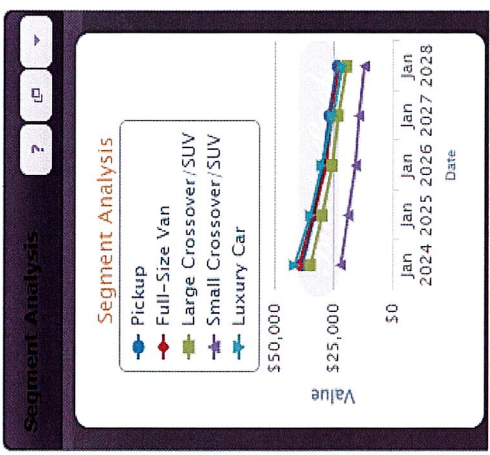 Segment Analysis
?
Segment Analysis
Pickup
Full-Size Van
Large Crossover/SUV
Small Crossover/SUV
Luxury Car
$50,000
$25,000
$0
Value
Jan 2024
Jan 2025
Jan 2026
Jan 2027
Jan 2028
Date